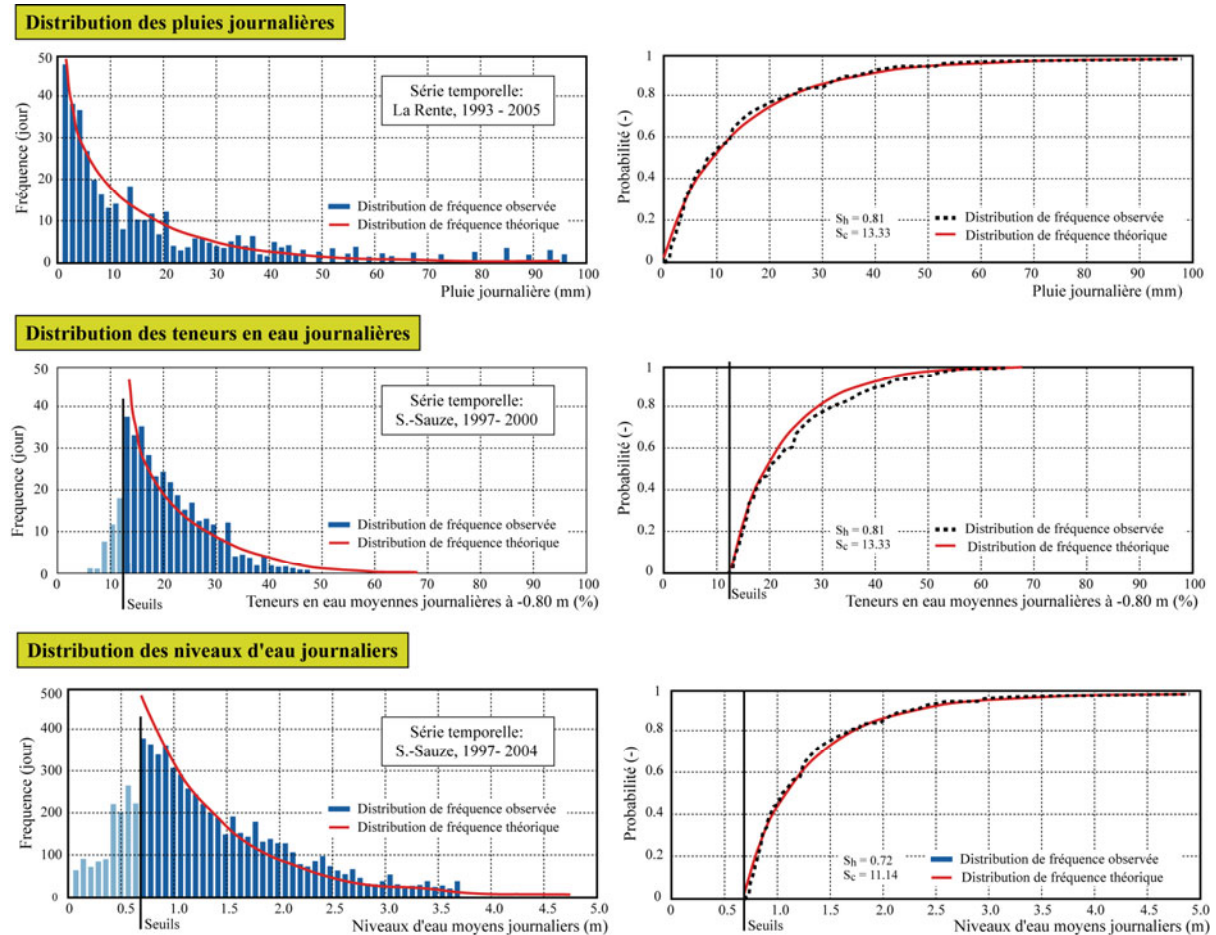 Distribution des pluies journalières
50
40
30
20
10
0
Fréquence (jour)
Série temporelle:
La Rente, 1993 - 2005
Distribution de fréquence observée
Distribution de fréquence théorique
0 10 20 30 40 50 60 70 80 90 100
Pluie journalière (mm)
1
0.8
0.6
0.4
0.2
0
Probabilité (-)
Sh = 0.81
Sc = 13.33
Distribution de fréquence observée
Distribution de fréquence théorique
0 10 20 30 40 50 60 70 80 90 100
Pluie journalière (mm)
Distribution des teneurs en eau journalières
50
40
30
20
10
0
Frequence (jour)
Série temporelle:
S.-Sauze, 1997- 2000
Distribution de fréquence observée
Distribution de fréquence théorique
0 10 20 30 40 50 60 70 80 90 100
Seuils
Teneurs en eau moyennes journalières à -0.80 m (%)
1
0.8
0.6
0.4
0.2
0
Probabilité (-)
Sh = 0.81
Sc = 13.33
Distribution de fréquence observée
Distribution de fréquence théorique
0 10 20 30 40 50 60 70 80 90 100
Seuils
Teneurs en eau moyennes journalières à -0.80 m (%)
Distribution des niveaux d'eau journaliers
500
400
300
200
100
0
Frequence (jour)
Série temporelle:
S.-Sauze, 1997- 2004
Distribution de fréquence observée
Distribution de fréquence théorique
0 0.5 1.0 1.5 2.0 2.5 3.0 3.5 4.0 4.5 5.0
Seuils
Niveaux d'eau moyens journaliers (m)
1
0.8
0.6
0.4
0.2
0
Probabilité (-)
Sh = 0.72
Sc = 11.14
Distribution de fréquence observée
Distribution de fréquence théorique
0 0.5 1.0 1.5 2.0 2.5 3.0 3.5 4.0 4.5 5.0
Seuils
Niveaux d'eau moyens journaliers (m)